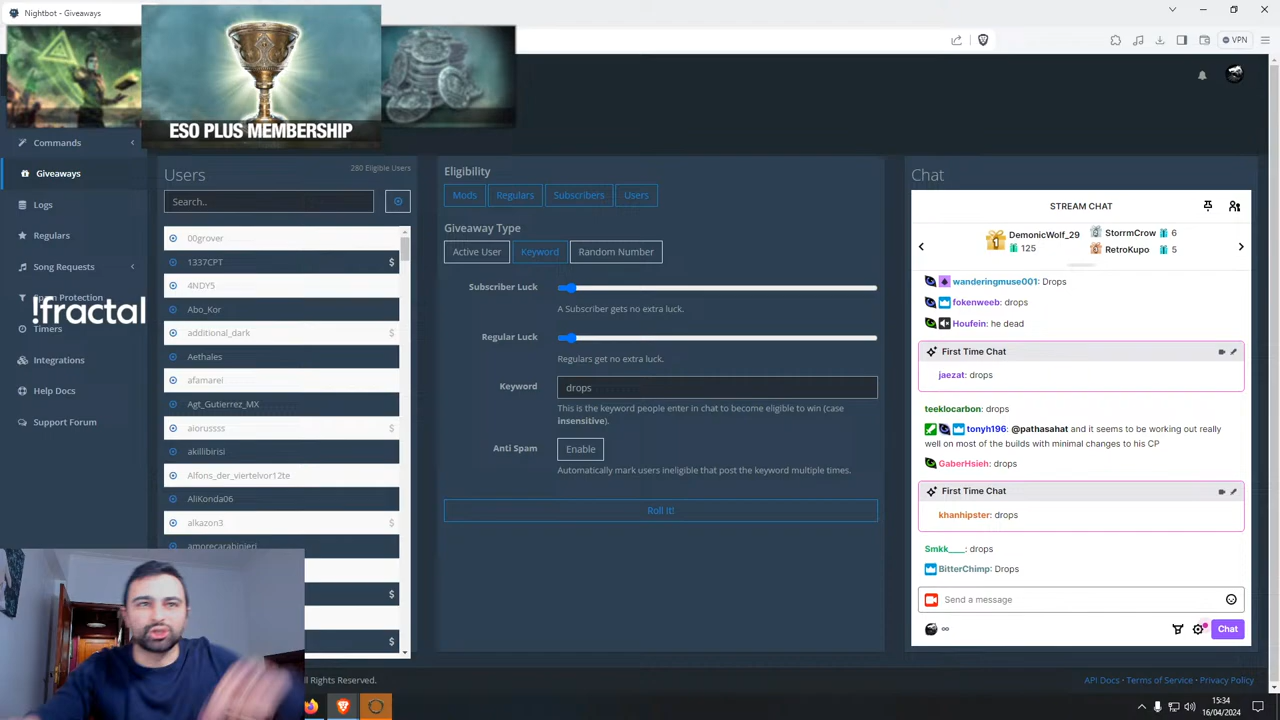 Nightbot - Giveaways
VPN
ESO PLUS MEMBERSHIP
Commands
Giveaways
Logs
Regulars
Song Requests
Spam Protection
!fractal
Timers
Integrations
Help Docs
Support Forum
Users
280 Eligible Users
Search..
00grover
1337CPT $
4NDY5
Abo_Kor
additional_dark $
Aethales
afamarei
Agt_Gutierrez_MX
aiorussss $
akillibirisi
Alfons_der_viertelvor12te
AliKonda06
alkazon3 $
amorecarabinieri
$
$
Eligibility
Mods Regulars Subscribers Users
Giveaway Type
Active User Keyword Random Number
Subscriber Luck
A Subscriber gets no extra luck.
Regular Luck
Regulars get no extra luck.
Keyword drops
This is the keyword people enter in chat to become eligible to win (case
insensitive).
Anti Spam Enable
Automatically mark users ineligible that post the keyword multiple times.
Roll It!
Chat
STREAM CHAT
DemonicWolf_29
125
StorrmCrow 6
RetroKupo 5
wanderingmuse001: Drops
fokenweeb: drops
Houfein: he dead
First Time Chat
jaezat: drops
teeklocarbon: drops
tonyh196: @pathasahat and it seems to be working out really
well on most of the builds with minimal changes to his CP
GaberHsieh: drops
First Time Chat
khanhipster: drops
Smkk____: drops
BitterChimp: Drops
Send a message
∞
Chat
All Rights Reserved.
API Docs • Terms of Service • Privacy Policy
15:34
16/04/2024